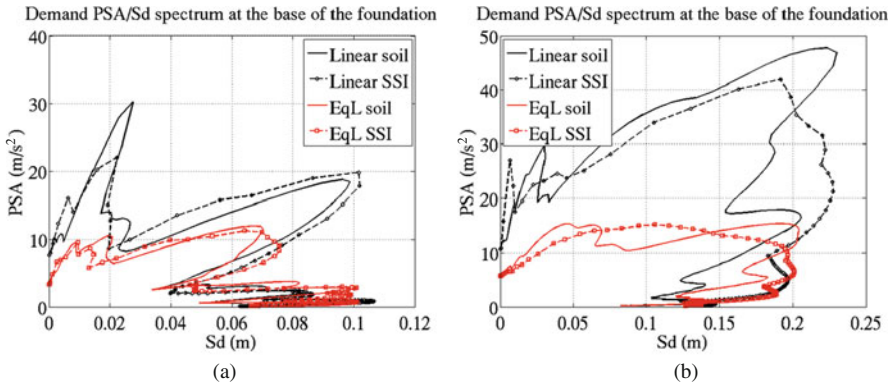 Demand PSA/Sd spectrum at the base of the foundation
PSA (m/s²)
40
30
20
10
0
Linear soil
Linear SSI
EqL soil
EqL SSI
0 0.02 0.04 0.06 0.08 0.1 0.12
Sd (m)
(a)
Demand PSA/Sd spectrum at the base of the foundation
PSA (m/s²)
50
40
30
20
10
0
Linear soil
Linear SSI
EqL soil
EqL SSI
0 0.05 0.10 0.15 0.2 0.25
Sd (m)
(b)